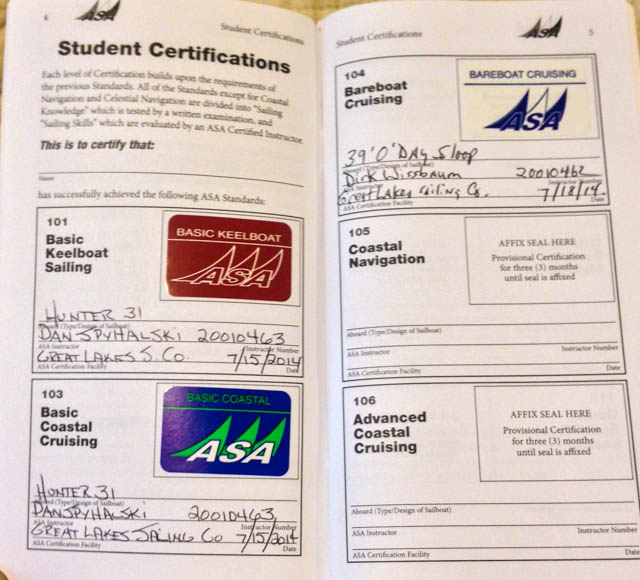 4
ASA
Student Certifications
Student Certifications
Each level of Certification builds upon the requirements of
the previous Standards. All of the Standards except for Coastal
Navigation and Celestial Navigation are divided into "Sailing
Knowledge" which is tested by a written examination, and
"Sailing Skills" which are evaluated by an ASA Certified Instructor.
This is to certify that:
Name
has successfully achieved the following ASA Standards:
101
Basic
Keelboat
Sailing
BASIC KEELBOAT
ASA
HUNTER 31
Aboard (Type/Design of Sailboat)
DAN SPYHALSKI 20010463
ASA Instructor Instructor Number
GREAT LAKES S. CO. 7/15/2014
ASA Certification Facility Date
103
Basic
Coastal
Cruising
BASIC COASTAL
ASA
HUNTER 31
Aboard (Type/Design of Sailboat)
DAN SPYHALSKI 20010463
ASA Instructor Instructor Number
GREAT LAKES SAILING CO 7/15/2014
ASA Certification Facility Date
Student Certifications
ASA
5
104
Bareboat
Cruising
BAREBOAT CRUISING
ASA
39' O'DAY Sloop
Aboard (Type/Design of Sailboat)
Dirk Wissbaum 20010462
ASA Instructor Instructor Number
Great Lakes Sailing Co. 7/18/14
ASA Certification Facility Date
105
Coastal
Navigation
AFFIX SEAL HERE
Provisional Certification
for three (3) months
until seal is affixed
Aboard (Type/Design of Sailboat)
ASA Instructor Instructor Number
ASA Certification Facility Date
106
Advanced
Coastal
Cruising
AFFIX SEAL HERE
Provisional Certification
for three (3) months
until seal is affixed
Aboard (Type/Design of Sailboat)
ASA Instructor Instructor Number
ASA Certification Facility Date